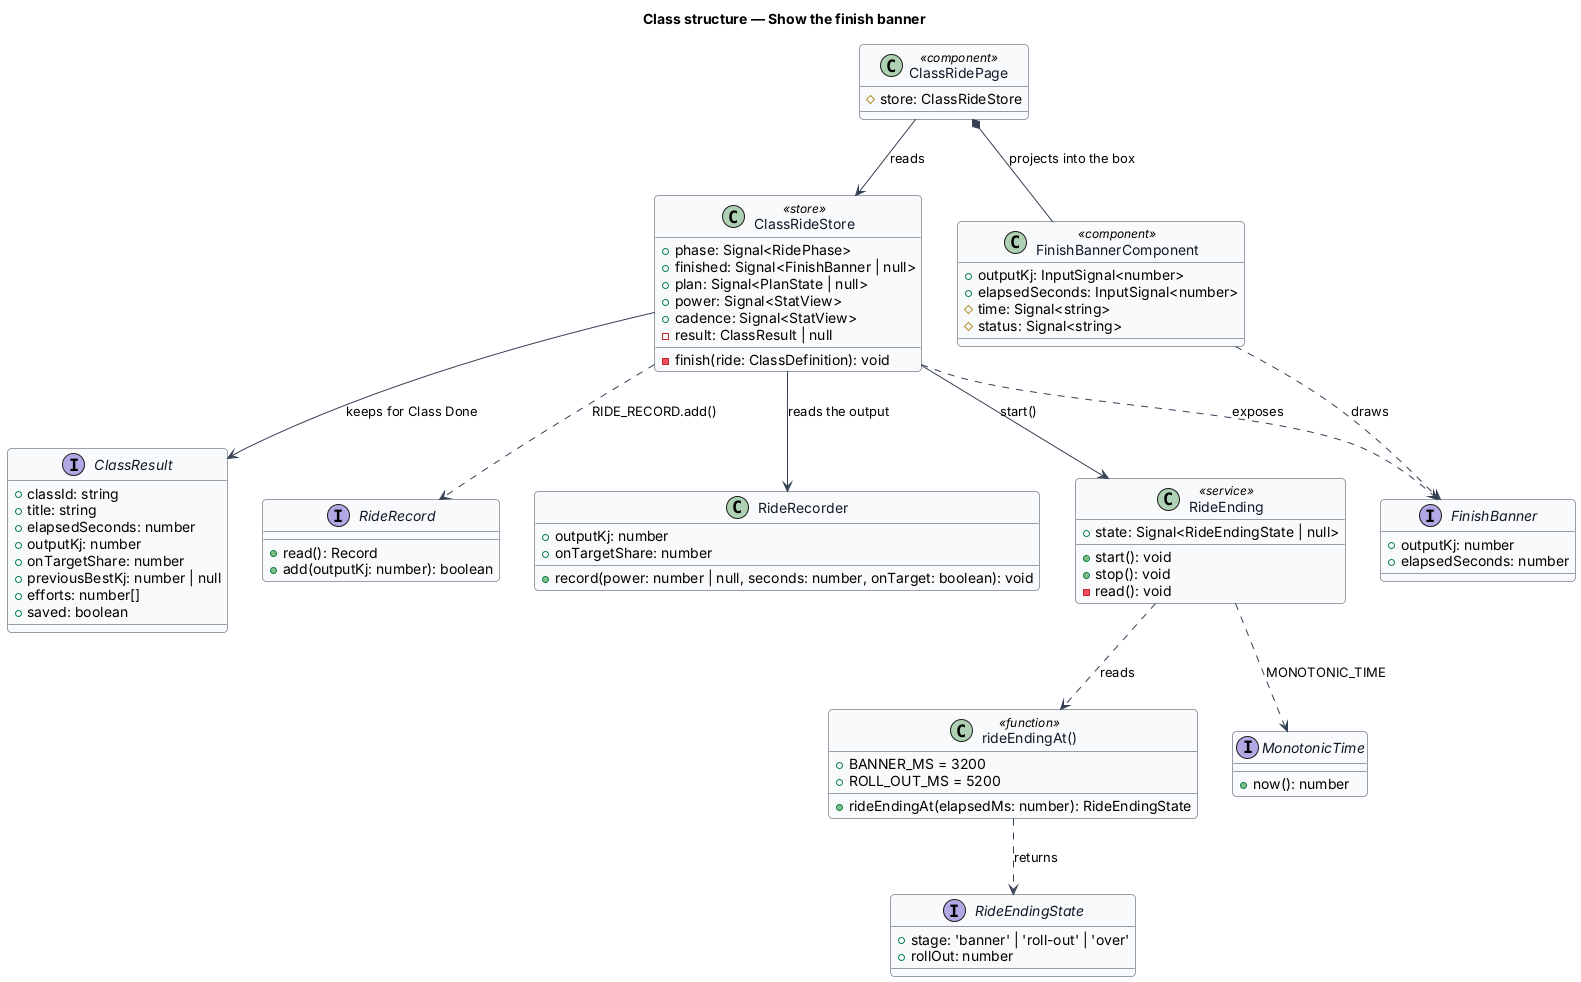 Class structure — Show the finish banner
«component»
ClassRidePage
store: ClassRideStore
reads
projects into the box
«store»
ClassRideStore
phase: Signal<RidePhase>
finished: Signal<FinishBanner | null>
plan: Signal<PlanState | null>
power: Signal<StatView>
cadence: Signal<StatView>
result: ClassResult | null
finish(ride: ClassDefinition): void
«component»
FinishBannerComponent
outputKj: InputSignal<number>
elapsedSeconds: InputSignal<number>
time: Signal<string>
status: Signal<string>
keeps for Class Done
RIDE_RECORD.add()
reads the output
start()
exposes
draws
ClassResult
classId: string
title: string
elapsedSeconds: number
outputKj: number
onTargetShare: number
previousBestKj: number | null
efforts: number[]
saved: boolean
RideRecord
read(): Record
add(outputKj: number): boolean
RideRecorder
outputKj: number
onTargetShare: number
record(power: number | null, seconds: number, onTarget: boolean): void
«service»
RideEnding
state: Signal<RideEndingState | null>
start(): void
stop(): void
read(): void
FinishBanner
outputKj: number
elapsedSeconds: number
reads
MONOTONIC_TIME
«function»
rideEndingAt()
BANNER_MS = 3200
ROLL_OUT_MS = 5200
rideEndingAt(elapsedMs: number): RideEndingState
MonotonicTime
now(): number
returns
RideEndingState
stage: 'banner' | 'roll-out' | 'over'
rollOut: number